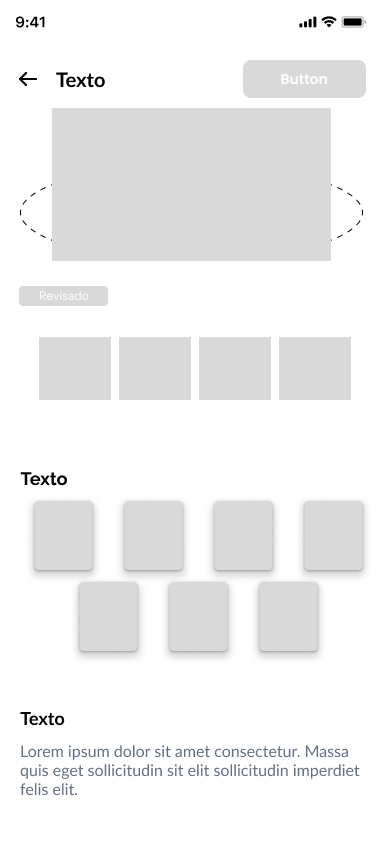 9:41
Texto
Button
Revisado
Texto
Texto
Lorem ipsum dolor sit amet consectetur. Massa
quis eget sollicitudin sit elit sollicitudin imperdiet
felis elit.